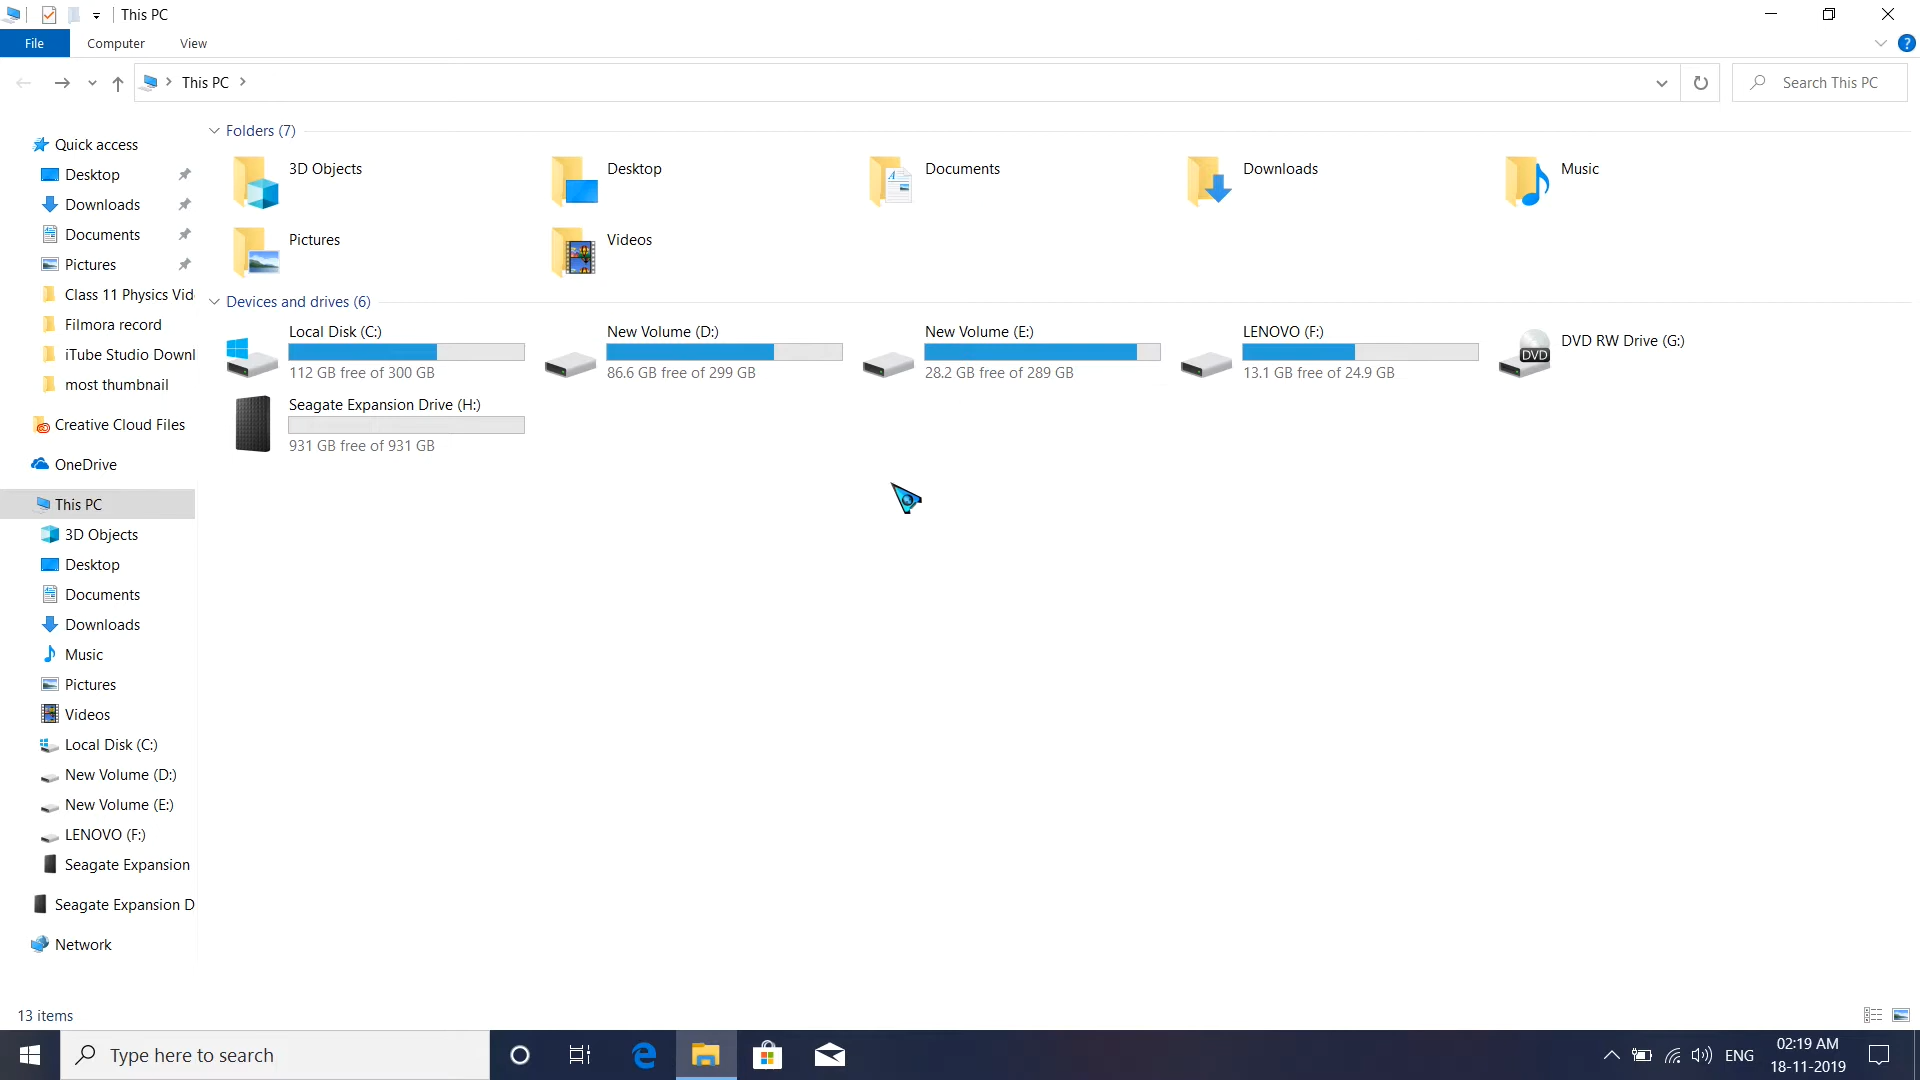 This PC
File
Computer
View
This PC
Search This PC
Quick access
Desktop
Downloads
Documents
Pictures
Class 11 Physics Vid
Filmora record
iTube Studio Downl
most thumbnail
Creative Cloud Files
OneDrive
This PC
3D Objects
Desktop
Documents
Downloads
Music
Pictures
Videos
Local Disk (C:)
New Volume (D:)
New Volume (E:)
LENOVO (F:)
Seagate Expansion
Seagate Expansion D
Network
Folders (7)
3D Objects
Desktop
Documents
Downloads
Music
Pictures
Videos
Devices and drives (6)
Local Disk (C:)
112 GB free of 300 GB
New Volume (D:)
86.6 GB free of 299 GB
New Volume (E:)
28.2 GB free of 289 GB
LENOVO (F:)
13.1 GB free of 24.9 GB
DVD
DVD RW Drive (G:)
Seagate Expansion Drive (H:)
931 GB free of 931 GB
13 items
Type here to search
ENG
02:19 AM
18-11-2019